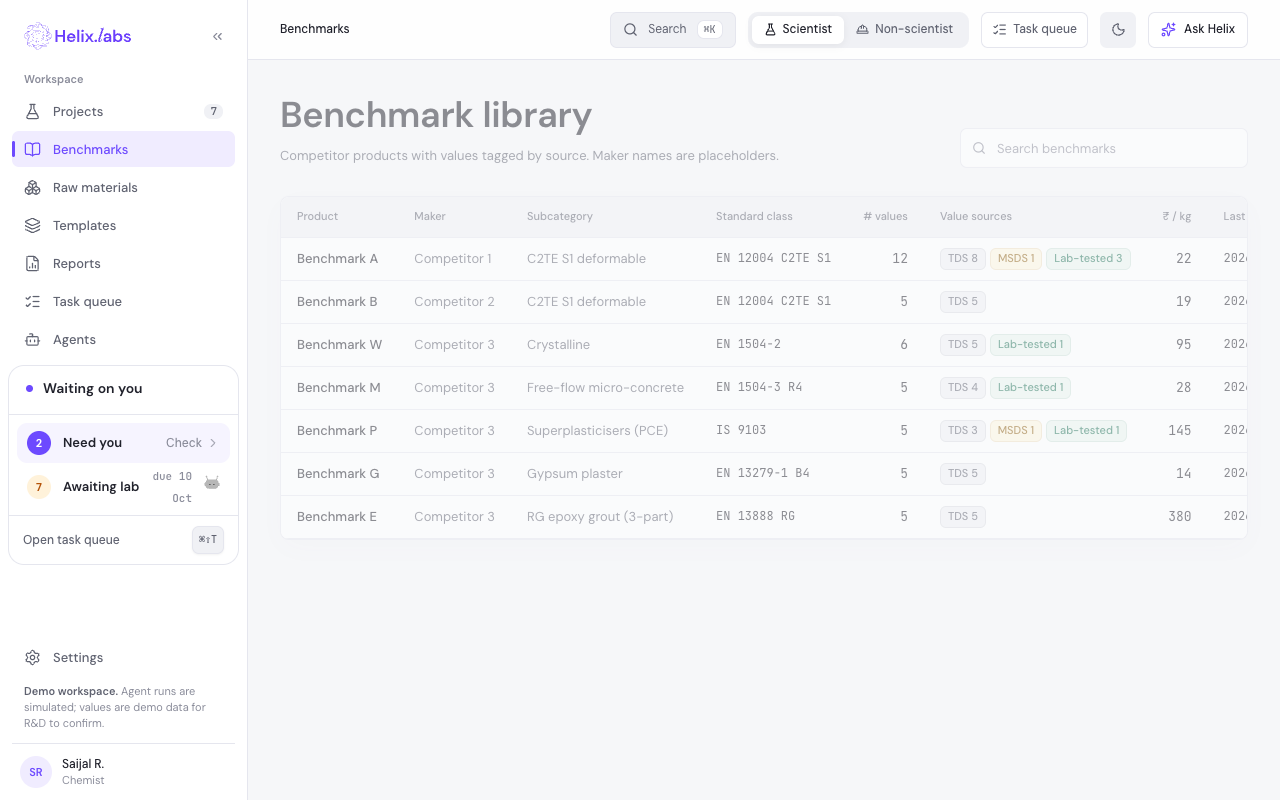 Helix.labs
Workspace
Projects 7
Benchmarks
Raw materials
Templates
Reports
Task queue
Agents
Waiting on you
2 Need you Check
7 Awaiting lab due 10 Oct
Open task queue ⌘⇧T
Settings
Demo workspace. Agent runs are
simulated; values are demo data for
R&D to confirm.
SR Saijal R.
Chemist
Benchmarks
Search ⌘K
Scientist
Non-scientist
Task queue
Ask Helix
Benchmark library
Competitor products with values tagged by source. Maker names are placeholders.
Search benchmarks
Product Maker Subcategory Standard class # values Value sources ₹ / kg Last
Benchmark A Competitor 1 C2TE S1 deformable EN 12004 C2TE S1 12 TDS 8 MSDS 1 Lab-tested 3 22 202
Benchmark B Competitor 2 C2TE S1 deformable EN 12004 C2TE S1 5 TDS 5 19 202
Benchmark W Competitor 3 Crystalline EN 1504-2 6 TDS 5 Lab-tested 1 95 202
Benchmark M Competitor 3 Free-flow micro-concrete EN 1504-3 R4 5 TDS 4 Lab-tested 1 28 202
Benchmark P Competitor 3 Superplasticisers (PCE) IS 9103 5 TDS 3 MSDS 1 Lab-tested 1 145 202
Benchmark G Competitor 3 Gypsum plaster EN 13279-1 B4 5 TDS 5 14 202
Benchmark E Competitor 3 RG epoxy grout (3-part) EN 13888 RG 5 TDS 5 380 202